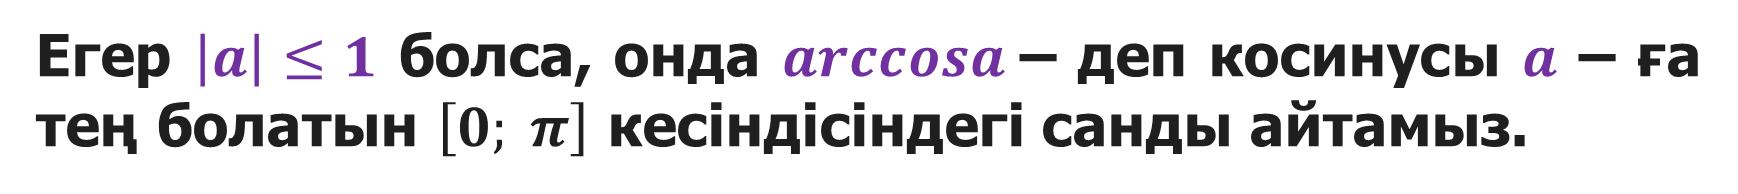 Егер |a| ≤ 1 болса, онда arccosa – деп косинусы a – ға
тең болатын [0; π] кесіндісіндегі санды айтамыз.